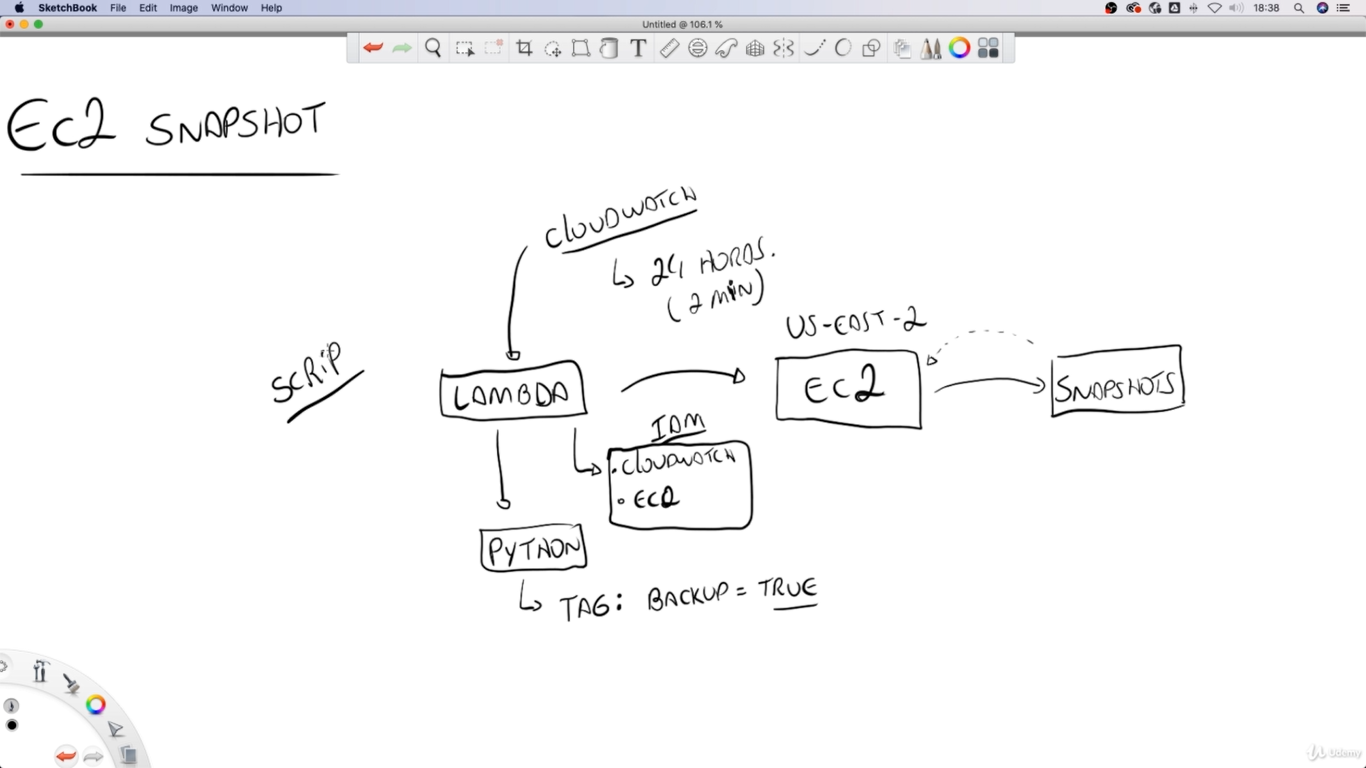 SketchBook File Edit Image Window Help 18:38
Untitled @ 106.1 %
T
EC2 SNAPSHOT
CLOUDWATCH
24 HORAS.
(2 MIN)
US-EAST-2
SCRIP
LAMBDA
EC2
SNAPSHOTS
IAM
• CLOUDWATCH
• EC2
PYTHON
TAG: BACKUP = TRUE
Udemy